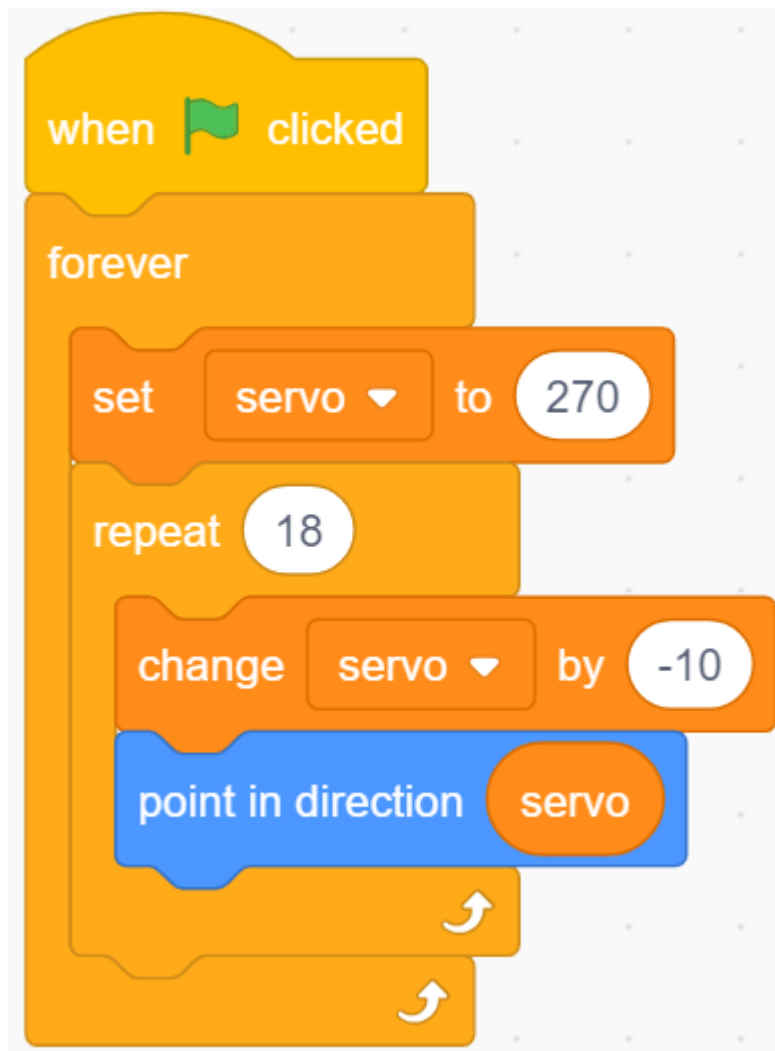 when clicked
forever
set servo to 270
repeat 18
change servo by -10
point in direction servo